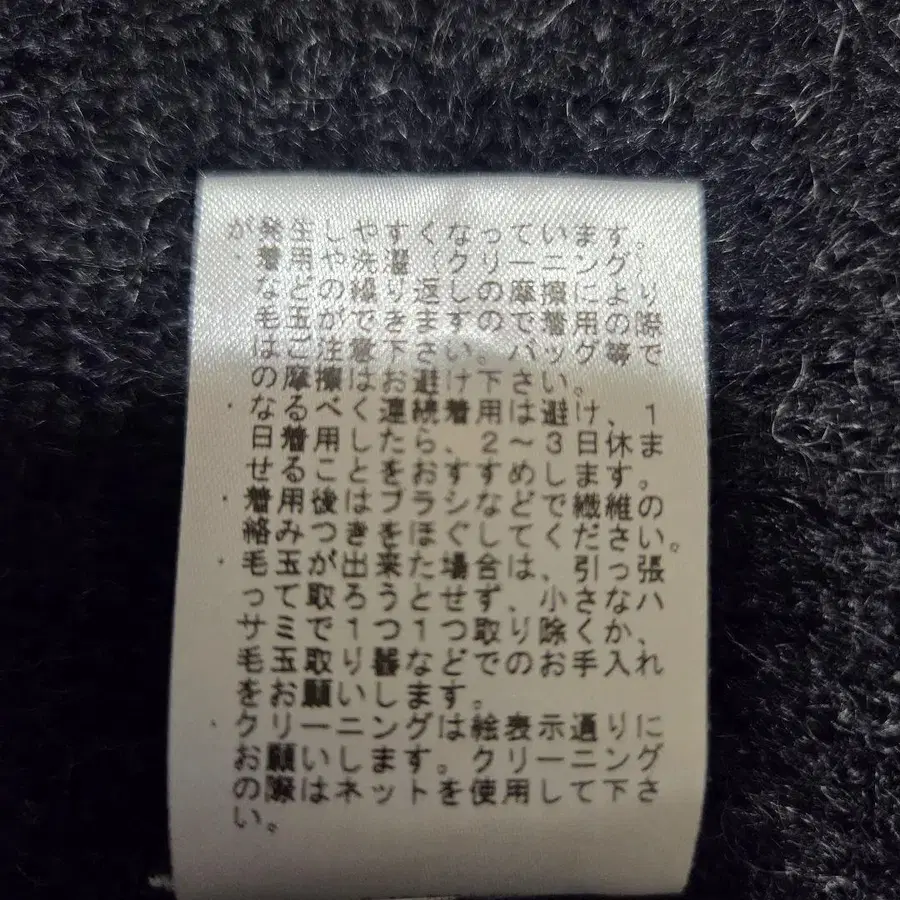 が発生しやすくなっています。
・着用や洗濯（クリーニング）
などの繰り返しの摩擦により
毛玉ができますので着用の際
はご注意下さい。バッグ等で
の摩擦はお避け下さい。
・なるべく連続着用は避け、１
日着用したら、２～３日休ま
せることをおすすめします。
・着用後はブラシなどで繊維の
絡みつきをほぐしてください。
・毛玉が出来た場合は、引っ張
って取ろうとせず、小さなハ
サミで１つ１つ取り除くか、
毛玉取り器などでのお手入れ
をお願いします。
・クリーニングは絵表示通りに
お願いします。クリーニング
の際はネットを使用して下さ
い。